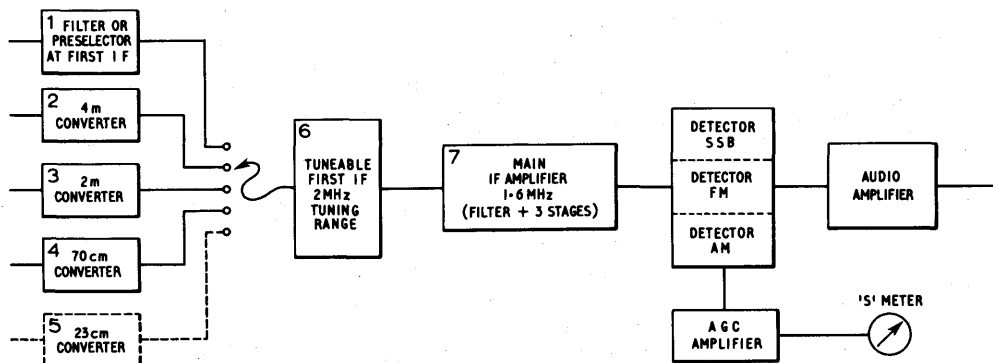 1 FILTER OR
PRESELECTOR
AT FIRST IF
2 4m
CONVERTER
3 2m
CONVERTER
4 70cm
CONVERTER
5 23cm
CONVERTER
6
TUNEABLE
FIRST IF
2MHz
TUNING
RANGE
7 MAIN
IF AMPLIFIER
1·6 MHz
(FILTER + 3 STAGES)
DETECTOR
SSB
DETECTOR
FM
DETECTOR
AM
AUDIO
AMPLIFIER
AGC
AMPLIFIER
'S' METER